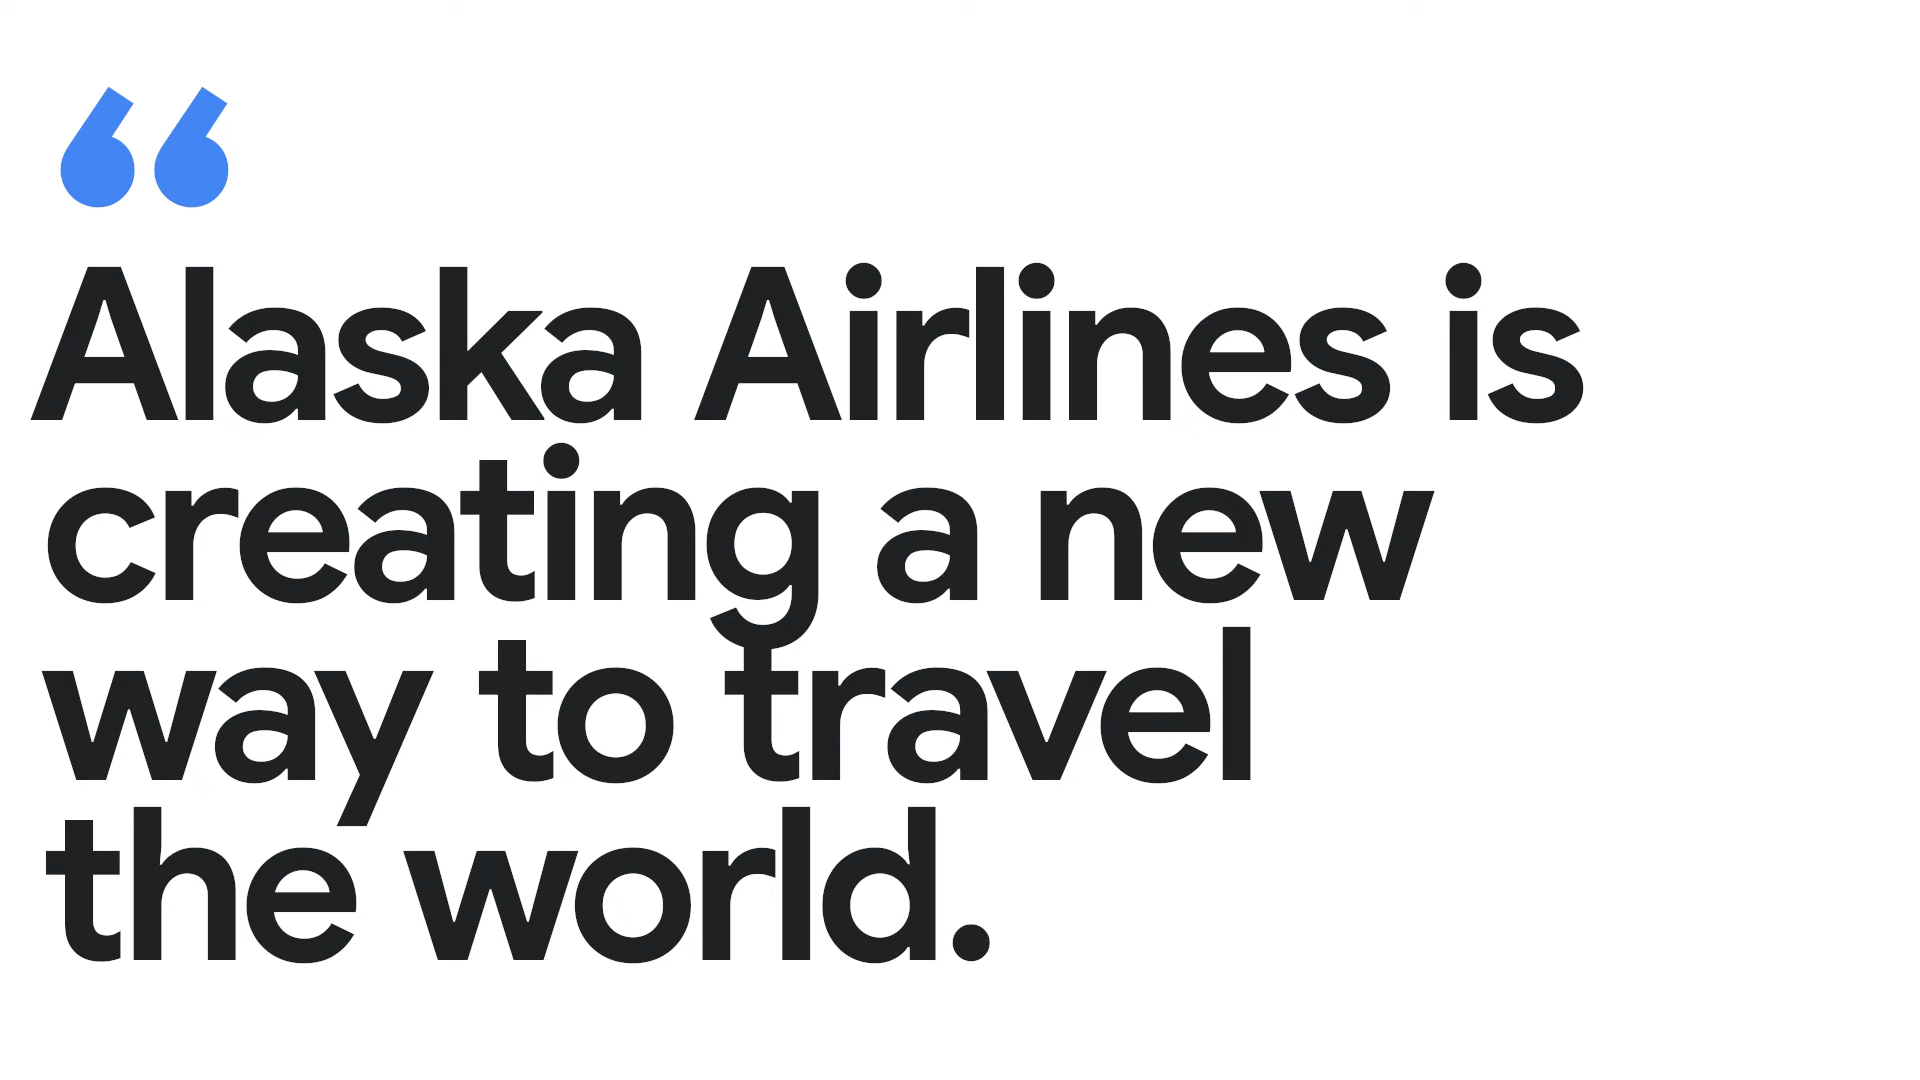 “
Alaska Airlines is
creating a new
way to travel
the world.